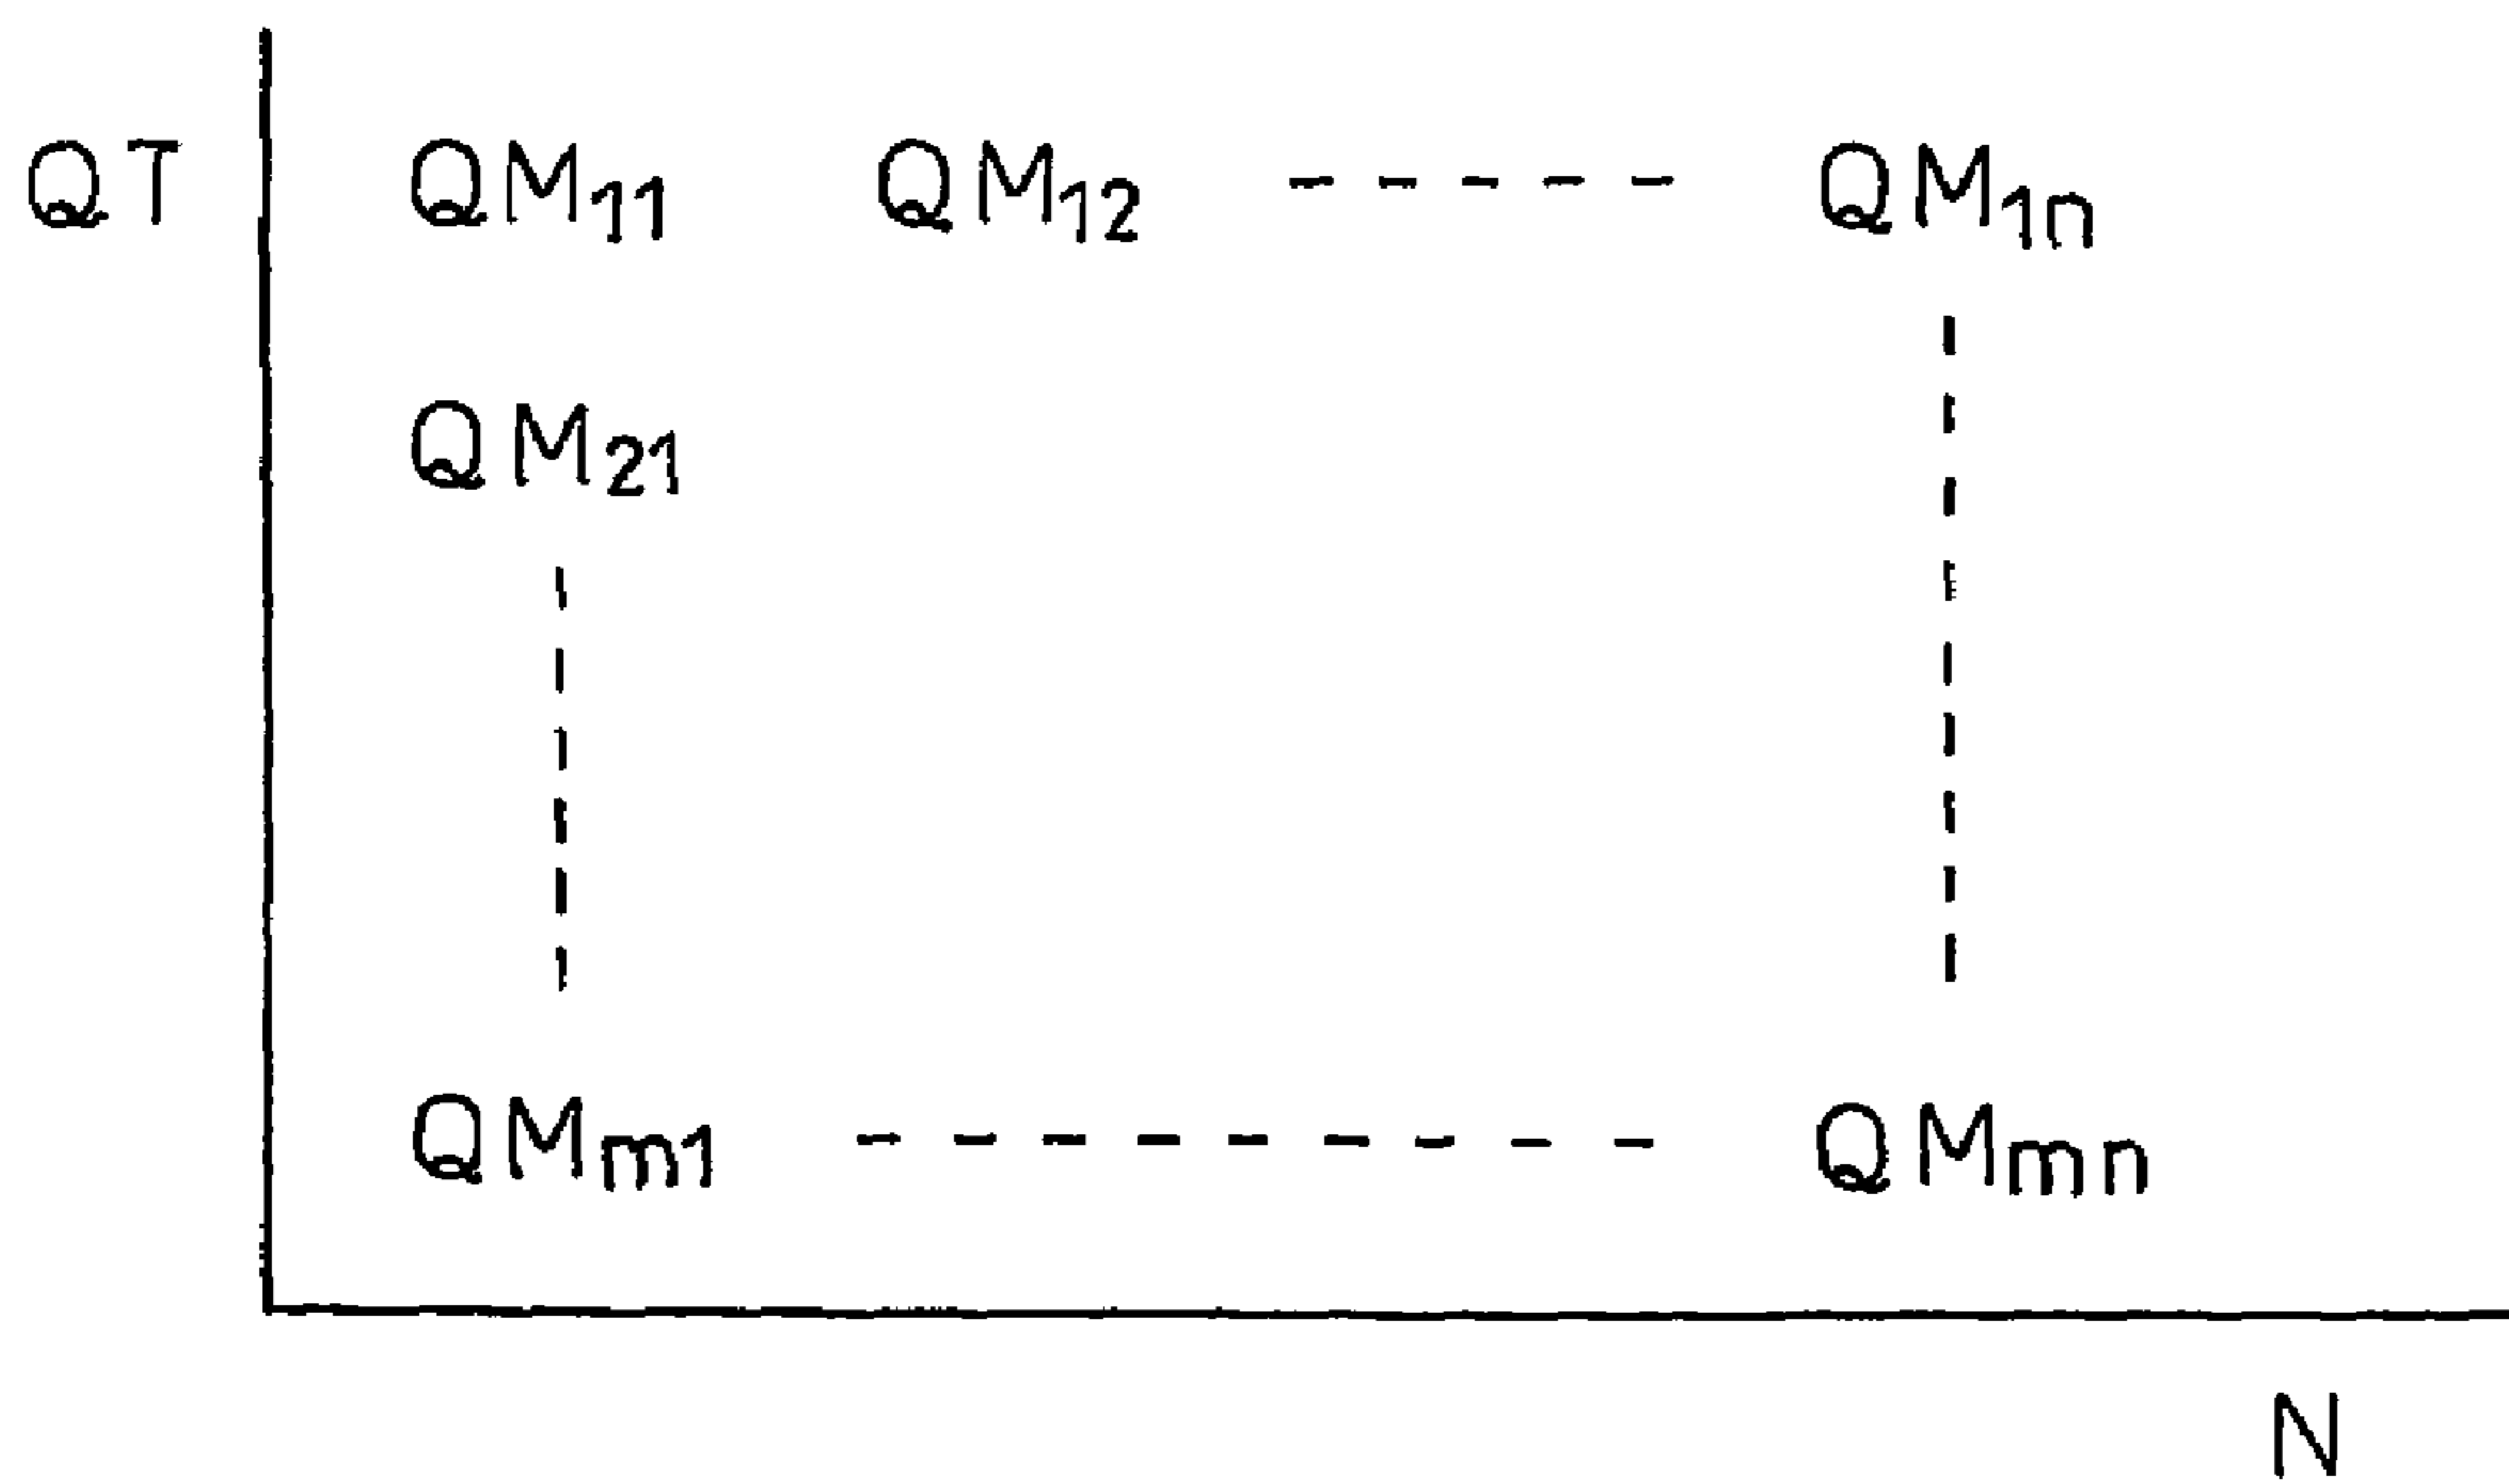 QT QM11 QM12 ----- QM1n
QM21
QMm1 --------- QMmn
N